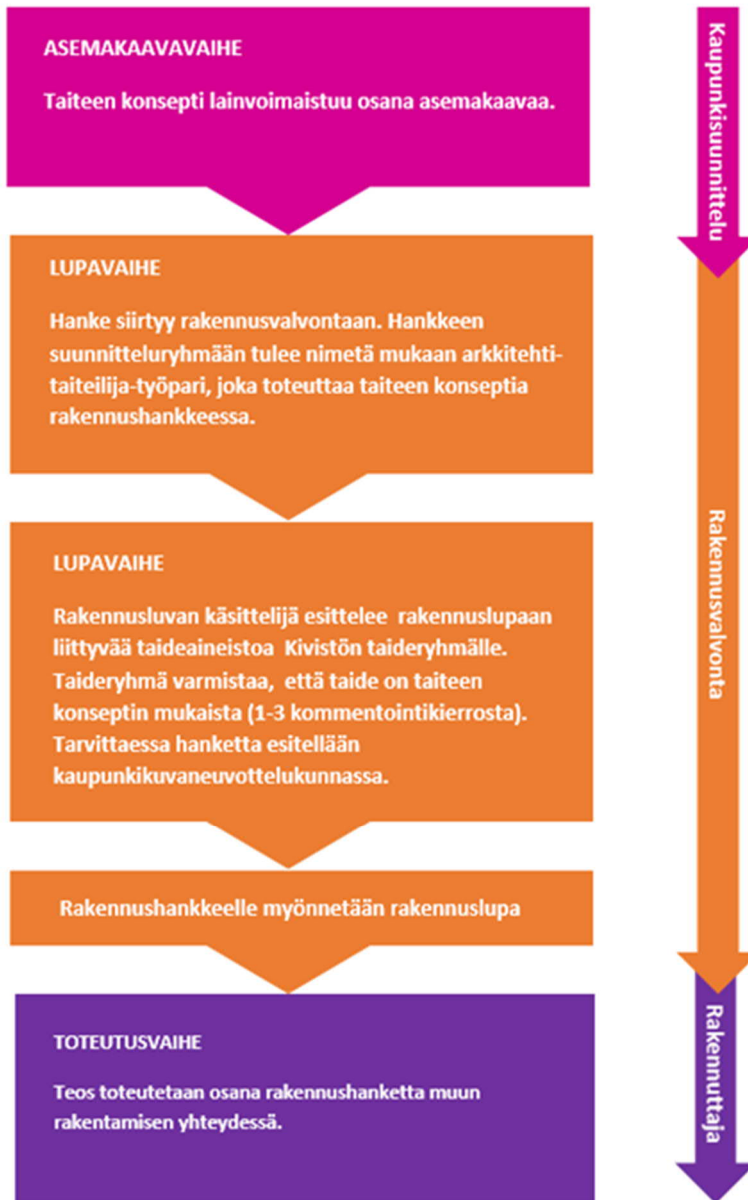 ASEMAKAAVAVAIHE
Taiteen konsepti lainvoimaistuu osana asemakaavaa.
LUPAVAIHE
Hanke siirtyy rakennusvalvontaan. Hankkeen
suunnitteluryhmään tulee nimetä mukaan arkkitehti-
taiteilija-työpari, joka toteuttaa taiteen konseptia
rakennushankkeessa.
LUPAVAIHE
Rakennusluvan käsittelijä esittelee rakennuslupaan
liittyvää taideaineistoa Kivistön taideryhmälle.
Taideryhmä varmistaa, että taide on taiteen
konseptin mukaista (1-3 kommentointikierrosta).
Tarvittaessa hanketta esitellään
kaupunkikuvaneuvottelukunnassa.
Rakennushankkeelle myönnetään rakennuslupa
TOTEUTUSVAIHE
Teos toteutetaan osana rakennushanketta muun
rakentamisen yhteydessä.
Kaupunkisuunnittelu
Rakennusvalvonta
Rakennuttaja